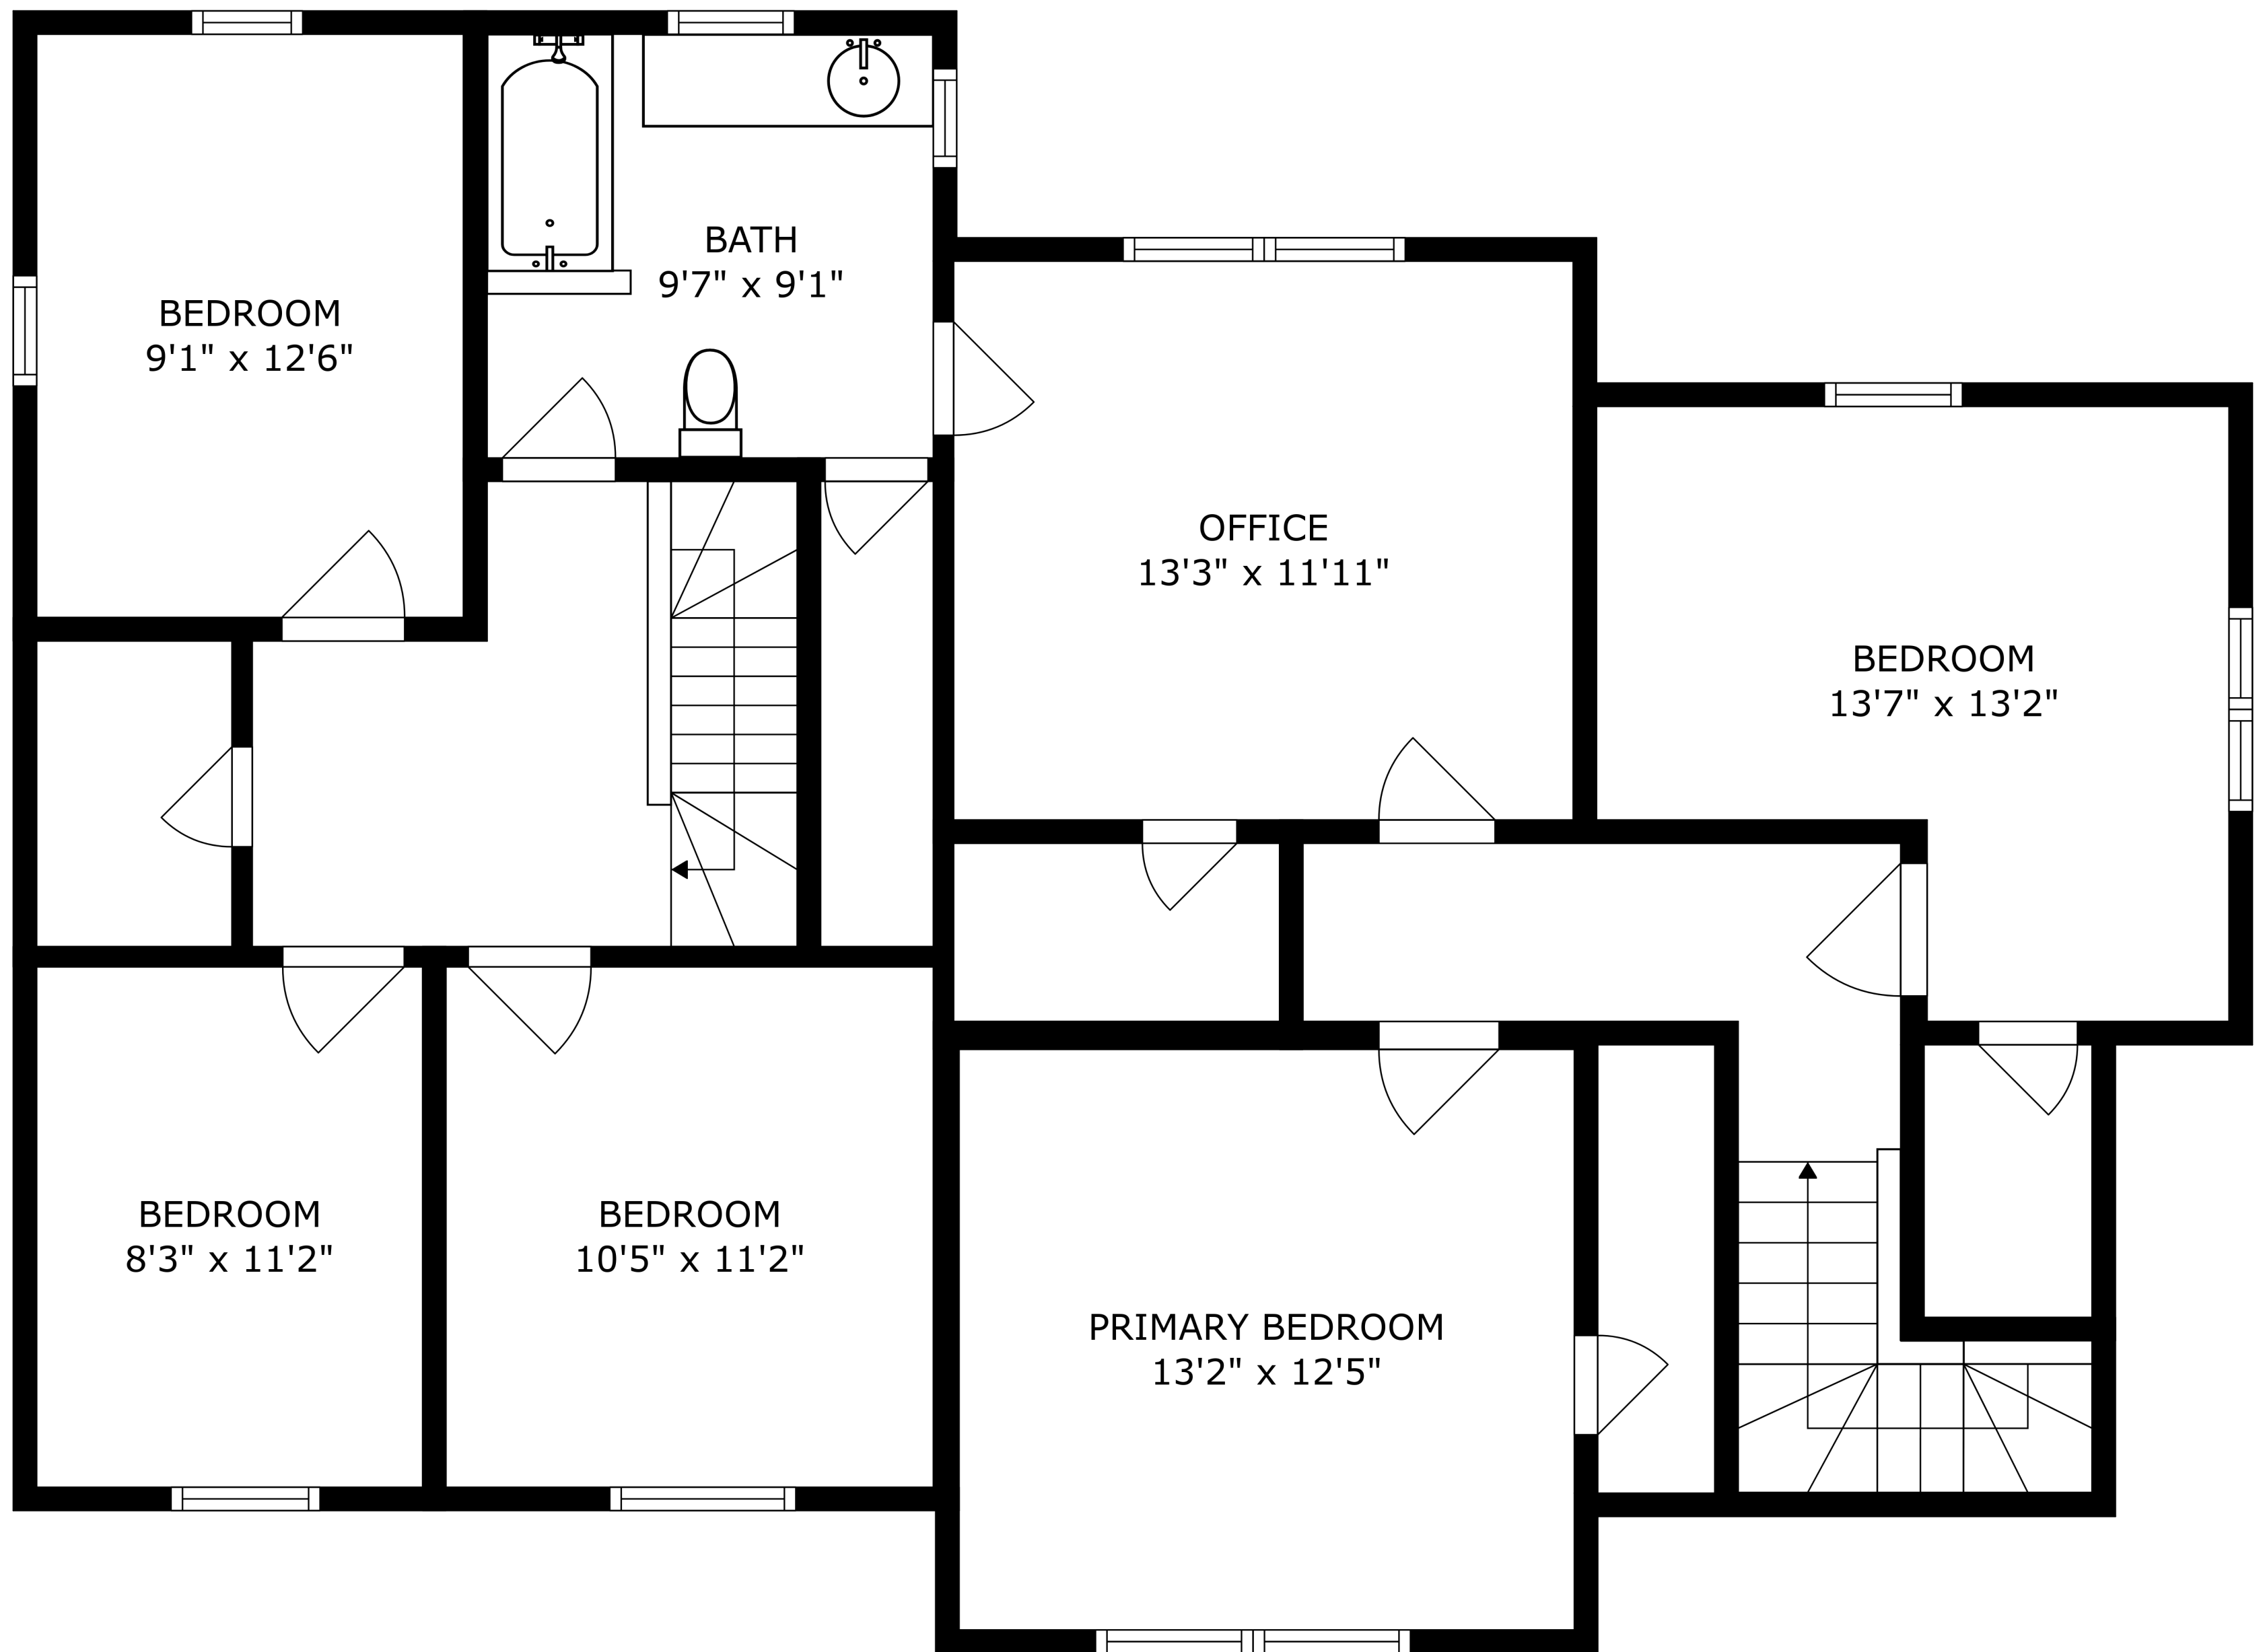 BATH
9'7" x 9'1"
BEDROOM
9'1" x 12'6"
OFFICE
13'3" x 11'11"
BEDROOM
13'7" x 13'2"
BEDROOM
8'3" x 11'2"
BEDROOM
10'5" x 11'2"
PRIMARY BEDROOM
13'2" x 12'5"